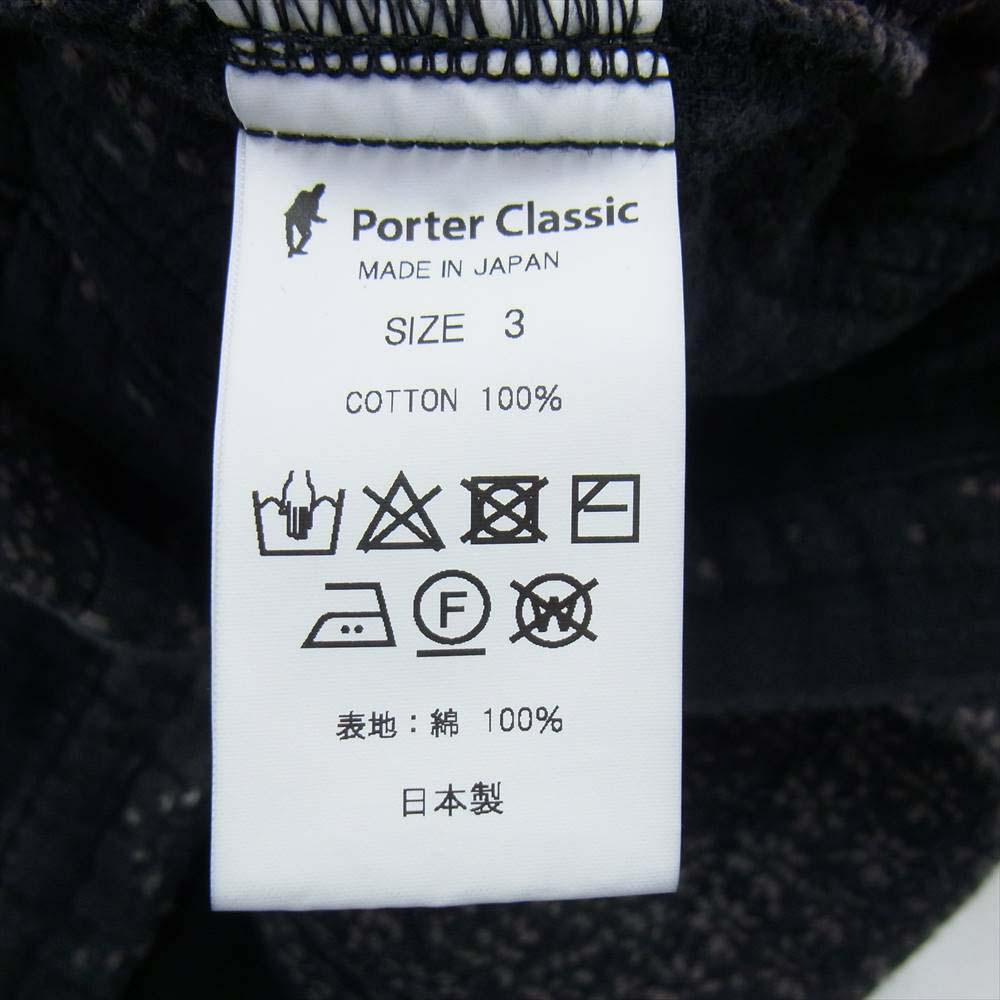 Porter Classic
MADE IN JAPAN
SIZE 3
COTTON 100%
F W
表地：綿 100%
日本製